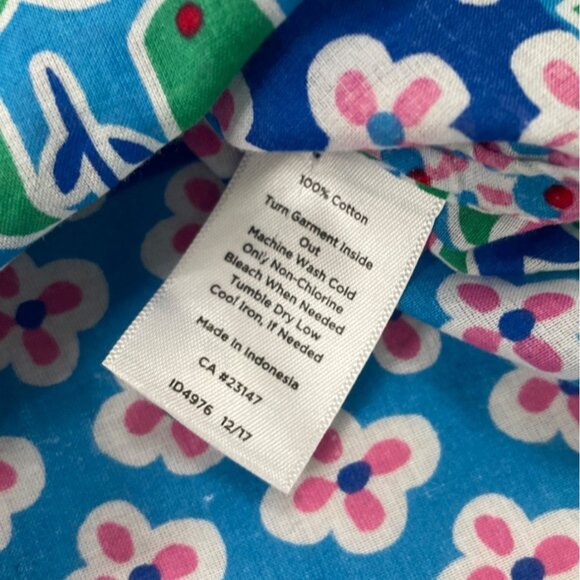 100% Cotton
Turn Garment Inside
Out
Machine Wash Cold
Only Non-Chlorine
Bleach When Needed
Tumble Dry Low
Cool Iron, if Needed
Made in Indonesia
CA #23147
ID4976 12/17